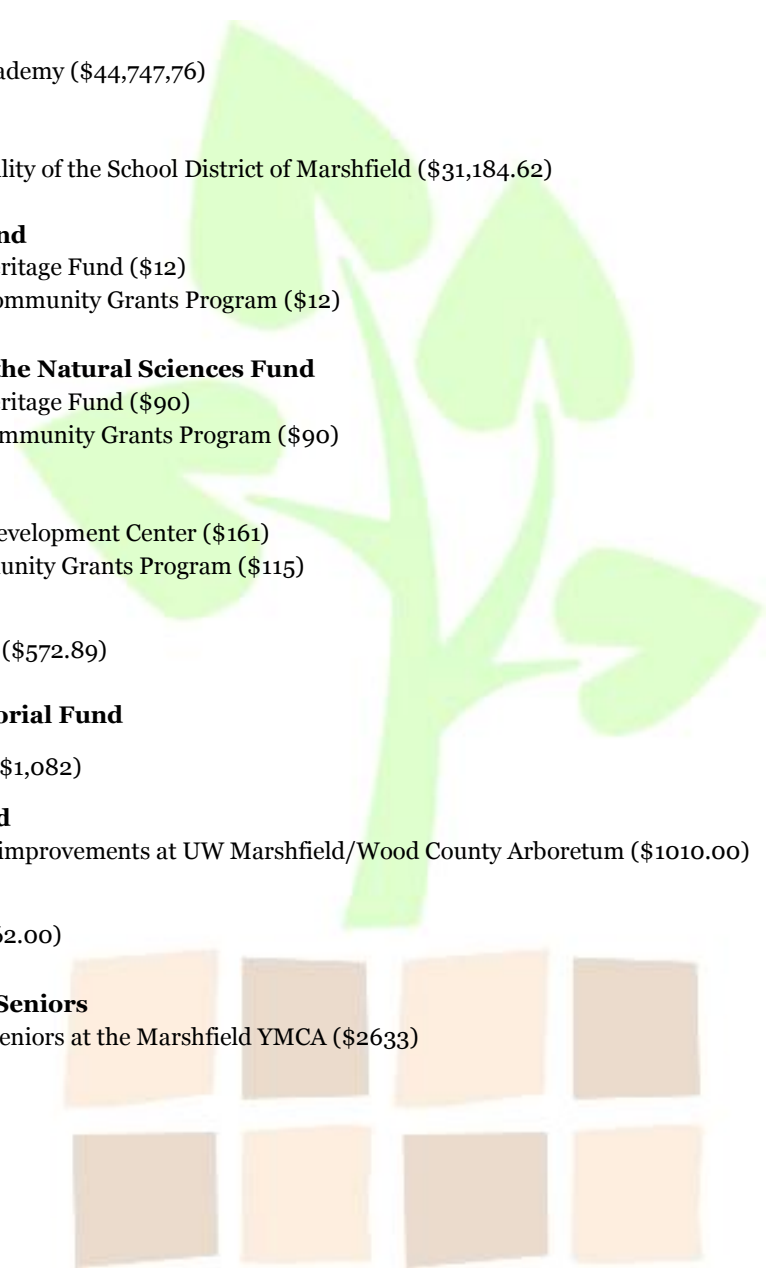 ademy ($44,747,76)
lity of the School District of Marshfield ($31,184.62)
nd
ritage Fund ($12)
ommunity Grants Program ($12)
the Natural Sciences Fund
ritage Fund ($90)
mmunity Grants Program ($90)
evelopment Center ($161)
unity Grants Program ($115)
($572.89)
orial Fund
$1,082)
d
improvements at UW Marshfield/Wood County Arboretum ($1010.00)
62.00)
Seniors
eniors at the Marshfield YMCA ($2633)